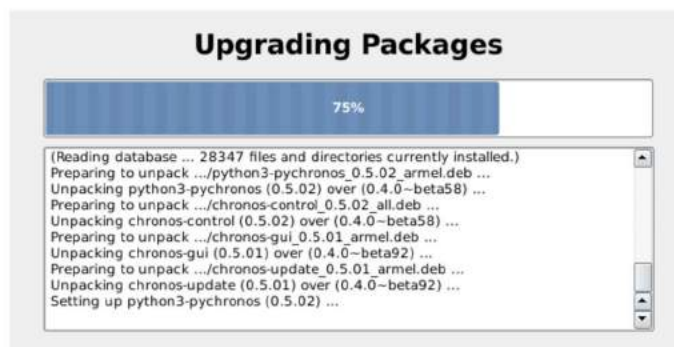 Upgrading Packages
75%
(Reading database ... 28347 files and directories currently installed.)
Preparing to unpack .../python3-pychronos_0.5.02_armel.deb ...
Unpacking python3-pychronos (0.5.02) over (0.4.0~beta58) ...
Preparing to unpack .../chronos-control_0.5.02_all.deb ...
Unpacking chronos-control (0.5.02) over (0.4.0~beta58) ...
Preparing to unpack .../chronos-gui_0.5.01_armel.deb ...
Unpacking chronos-gui (0.5.01) over (0.4.0~beta92) ...
Preparing to unpack .../chronos-update_0.5.01_armel.deb ...
Unpacking chronos-update (0.5.01) over (0.4.0~beta92) ...
Setting up python3-pychronos (0.5.02) ...